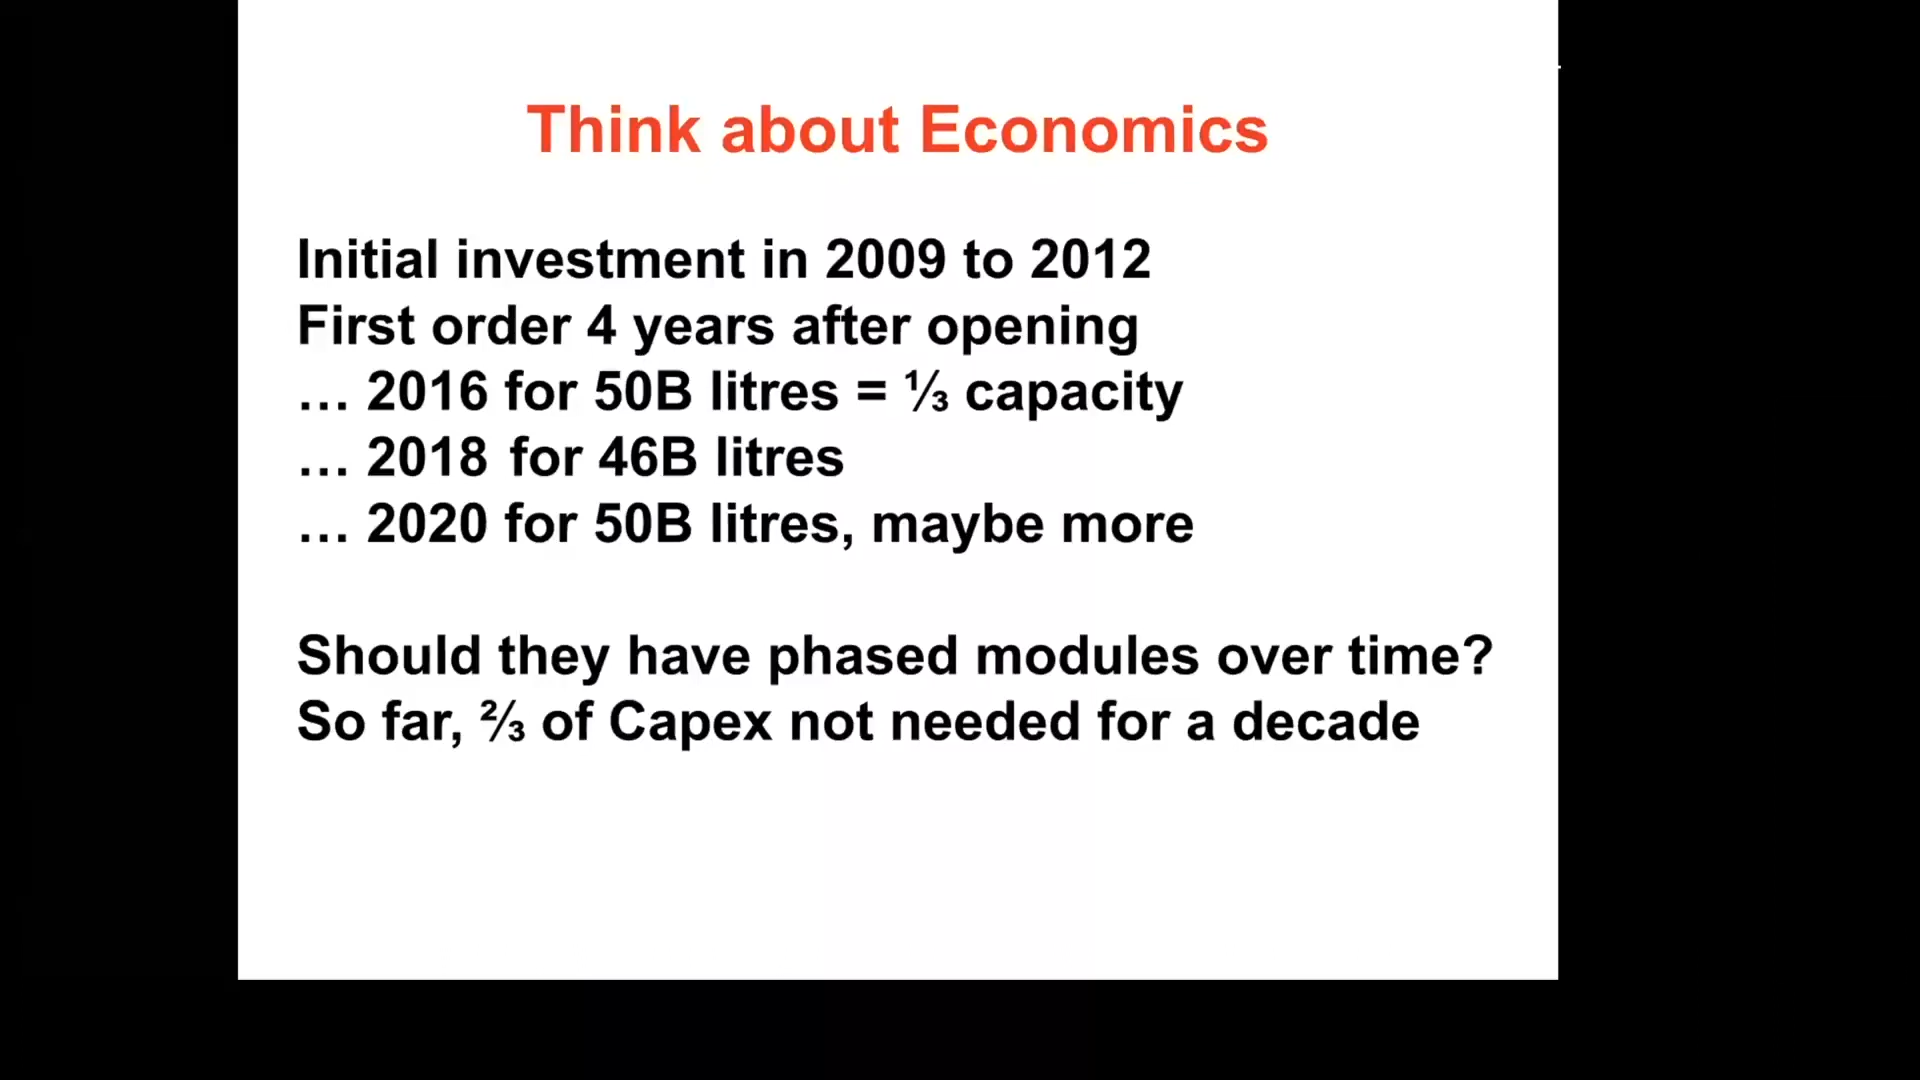 Think about Economics
Initial investment in 2009 to 2012
First order 4 years after opening
… 2016 for 50B litres = ⅓ capacity
… 2018 for 46B litres
… 2020 for 50B litres, maybe more
Should they have phased modules over time?
So far, ⅔ of Capex not needed for a decade